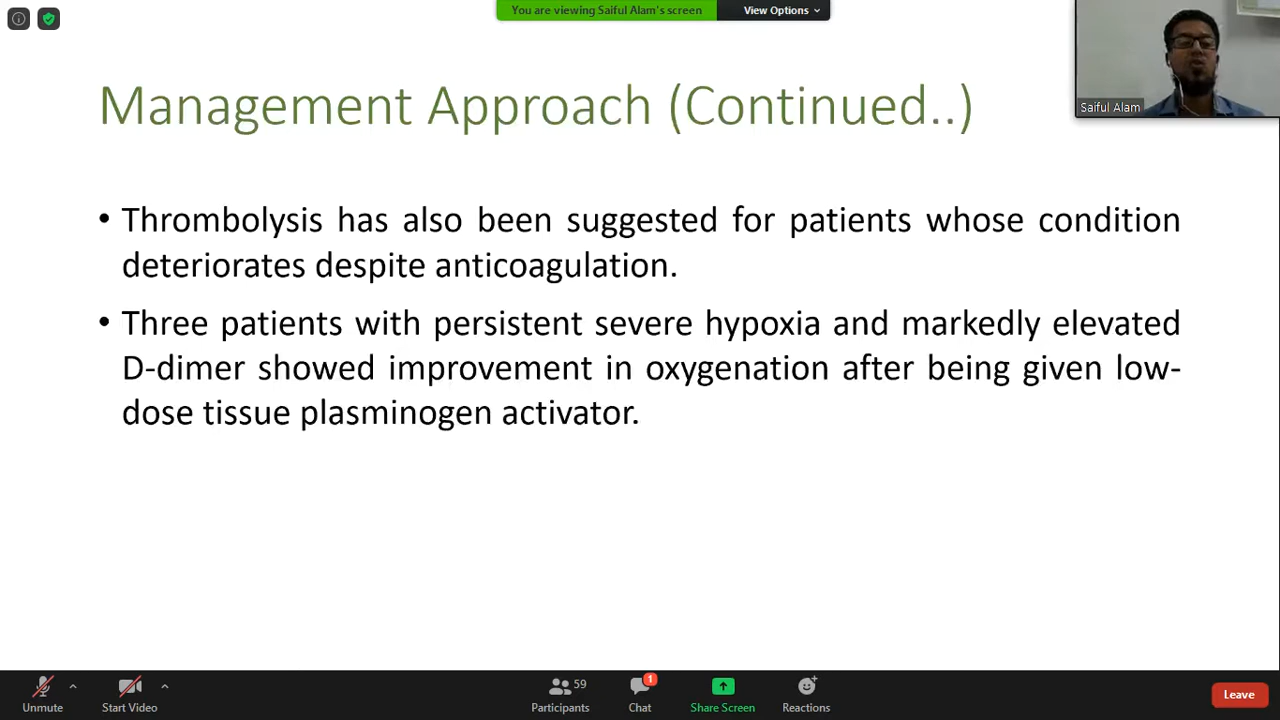 You are viewing Saiful Alam's screen
View Options
Saiful Alam
Management Approach (Continued..)
• Thrombolysis has also been suggested for patients whose condition
deteriorates despite anticoagulation.
• Three patients with persistent severe hypoxia and markedly elevated
D-dimer showed improvement in oxygenation after being given low-
dose tissue plasminogen activator.
59
1
Unmute
Start Video
Participants
Chat
Share Screen
Reactions
Leave